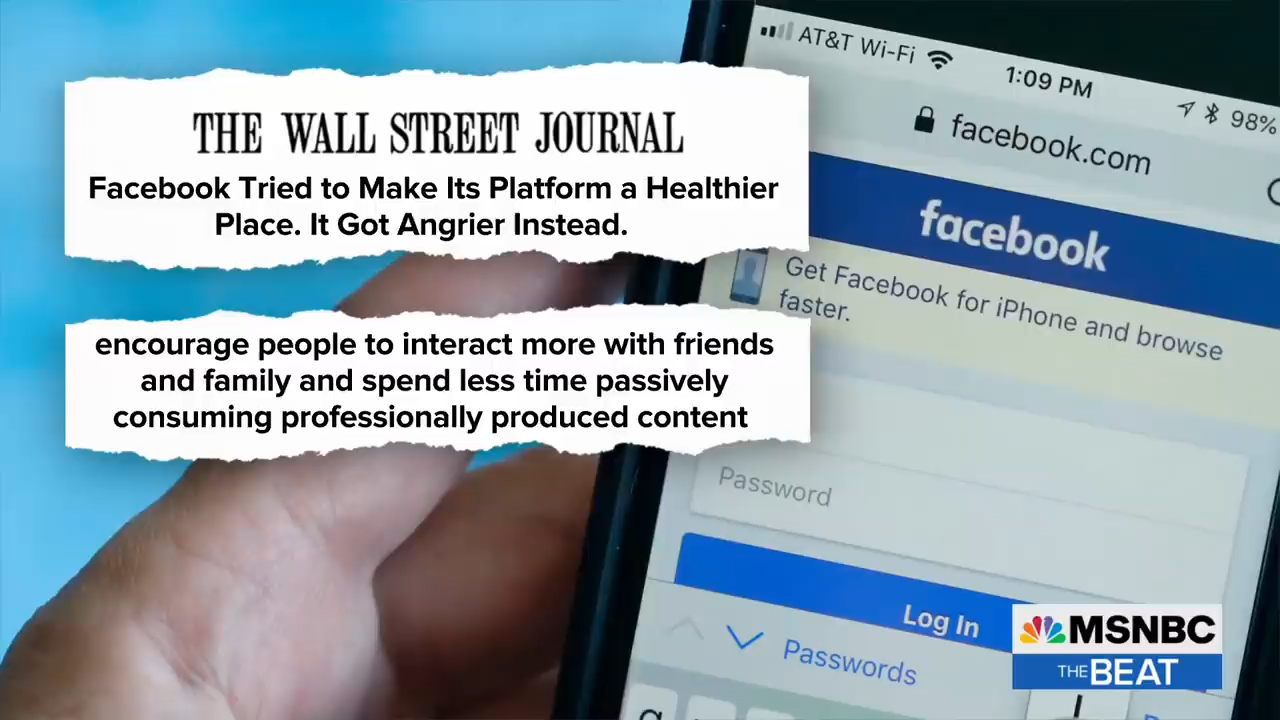 THE WALL STREET JOURNAL
Facebook Tried to Make Its Platform a Healthier
Place. It Got Angrier Instead.
encourage people to interact more with friends
and family and spend less time passively
consuming professionally produced content
AT&T Wi-Fi 1:09 PM 98%
facebook.com
facebook
Get Facebook for iPhone and browse
faster.
Password
Log In
Passwords
MSNBC
THE BEAT